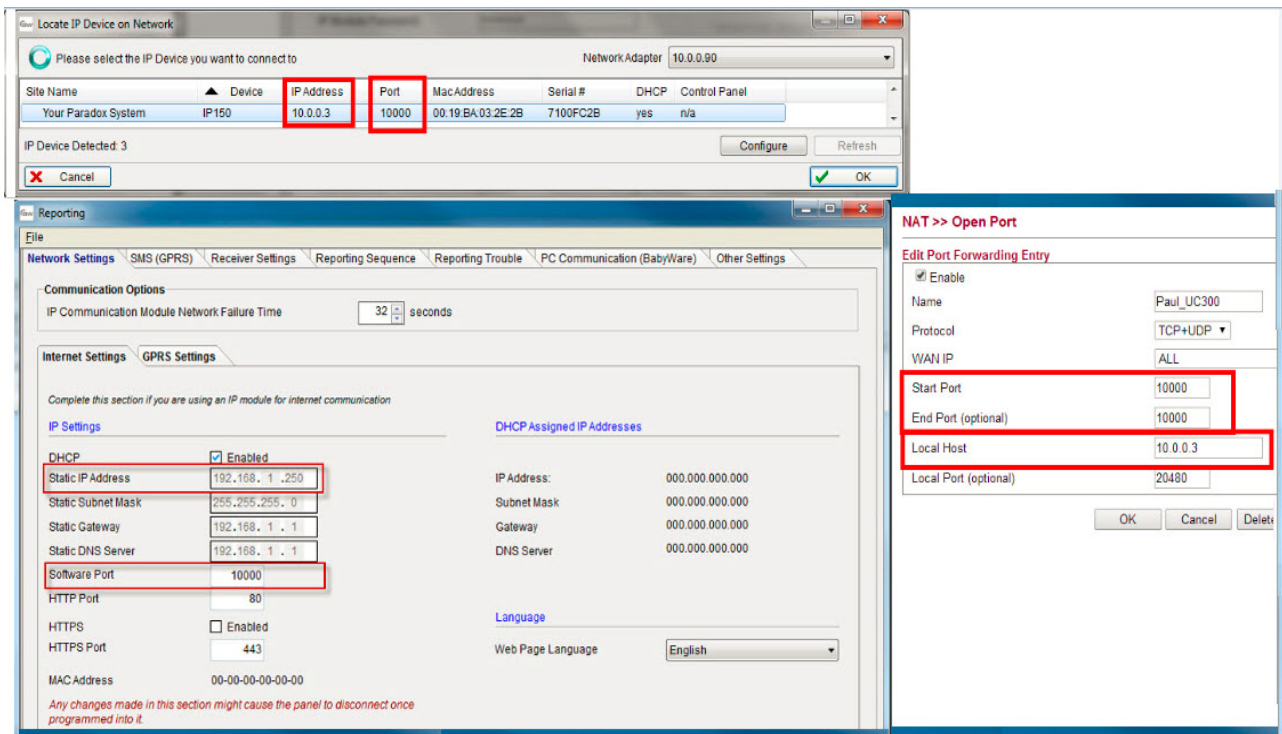 Locate IP Device on Network
Please select the IP Device you want to connect to
Network Adapter 10.0.0.90
Site Name Device IP Address Port Mac Address Serial # DHCP Control Panel
Your Paradox System IP150 10.0.0.3 10000 00:19:BA:03:2E:2B 7100FC2B yes n/a
IP Device Detected: 3
Configure Refresh
Cancel OK
Reporting
File
Network Settings SMS (GPRS) Receiver Settings Reporting Sequence Reporting Trouble PC Communication (BabyWare) Other Settings
Communication Options
IP Communication Module Network Failure Time 32 seconds
Internet Settings GPRS Settings
Complete this section if you are using an IP module for internet communication
IP Settings DHCP Assigned IP Addresses
DHCP Enabled
Static IP Address 192.168. 1 .250 IP Address: 000.000.000.000
Static Subnet Mask 255.255.255. 0 Subnet Mask 000.000.000.000
Static Gateway 192.168. 1 . 1 Gateway 000.000.000.000
Static DNS Server 192.168. 1 . 1 DNS Server 000.000.000.000
Software Port 10000
HTTP Port 80
Language
HTTPS Enabled
HTTPS Port 443 Web Page Language English
MAC Address 00-00-00-00-00-00
Any changes made in this section might cause the panel to disconnect once
programmed into it.
NAT >> Open Port
Edit Port Forwarding Entry
Enable
Name Paul_UC300
Protocol TCP+UDP
WAN IP ALL
Start Port 10000
End Port (optional) 10000
Local Host 10.0.0.3
Local Port (optional) 20480
OK Cancel Delete